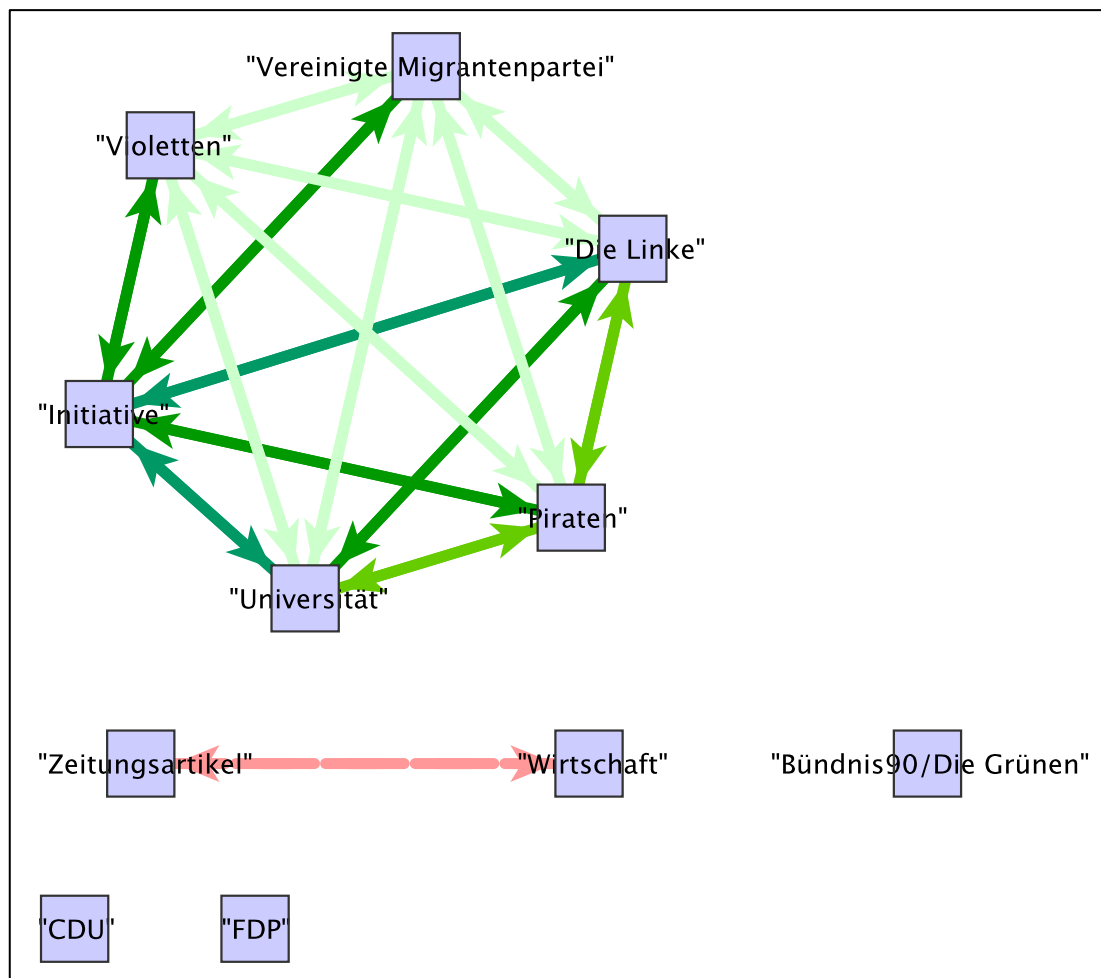 "Vereinigte Migrantenpartei"
"Violetten"
"Die Linke"
"Initiative"
"Piraten"
"Universität"
"Zeitungsartikel"
"Wirtschaft"
"Bündnis90/Die Grünen"
"CDU"
"FDP"